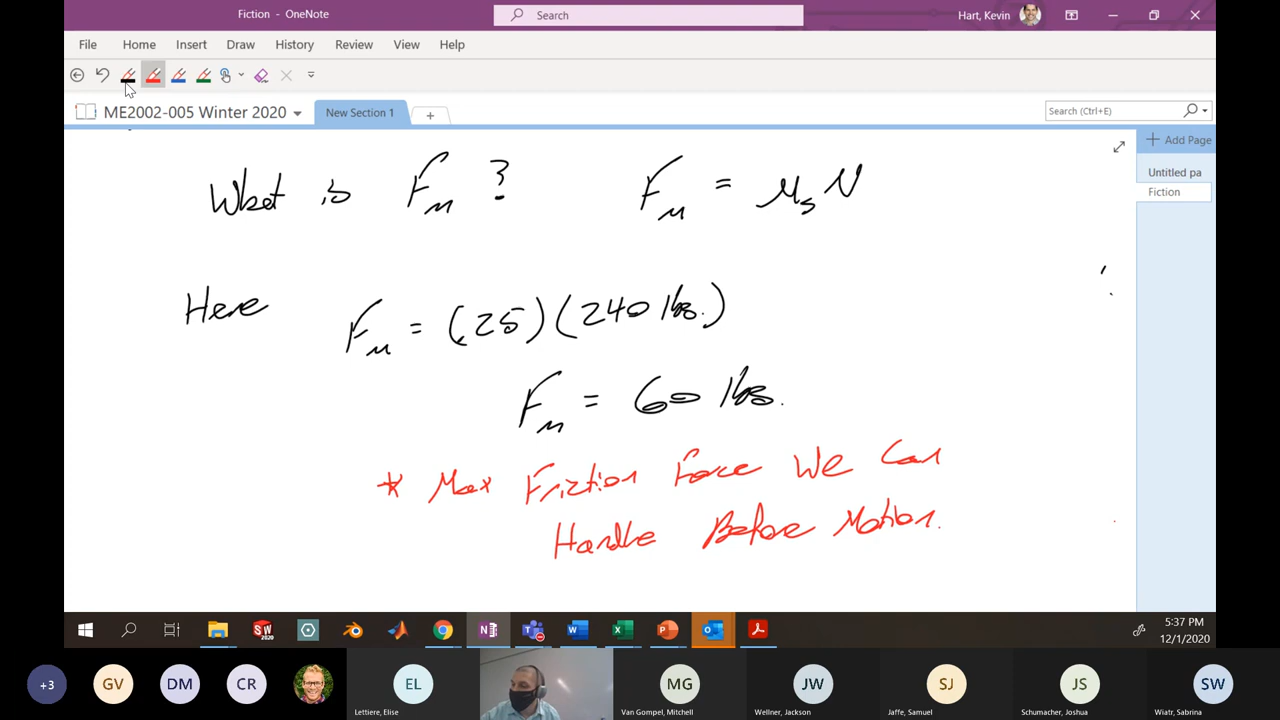 Fiction - OneNote
Search
Hart, Kevin
File Home Insert Draw History Review View Help
ME2002-005 Winter 2020
New Section 1
Search (Ctrl+E)
Add Page
Untitled pa
Fiction
What is Fm ? Fm = μs N
Here Fm = (.25)(240 lbs.)
Fm = 60 lbs.
* Max Friction Force We Can
Handle Before Motion.
5:37 PM
12/1/2020
+3 GV DM CR EL MG JW SJ JS SW
Lettiere, Elise Van Gompel, Mitchell Wellner, Jackson Jaffe, Samuel Schumacher, Joshua Wiatr, Sabrina